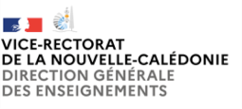 VICE-RECTORAT
DE LA NOUVELLE-CALÉDONIE
DIRECTION GÉNÉRALE
DES ENSEIGNEMENTS